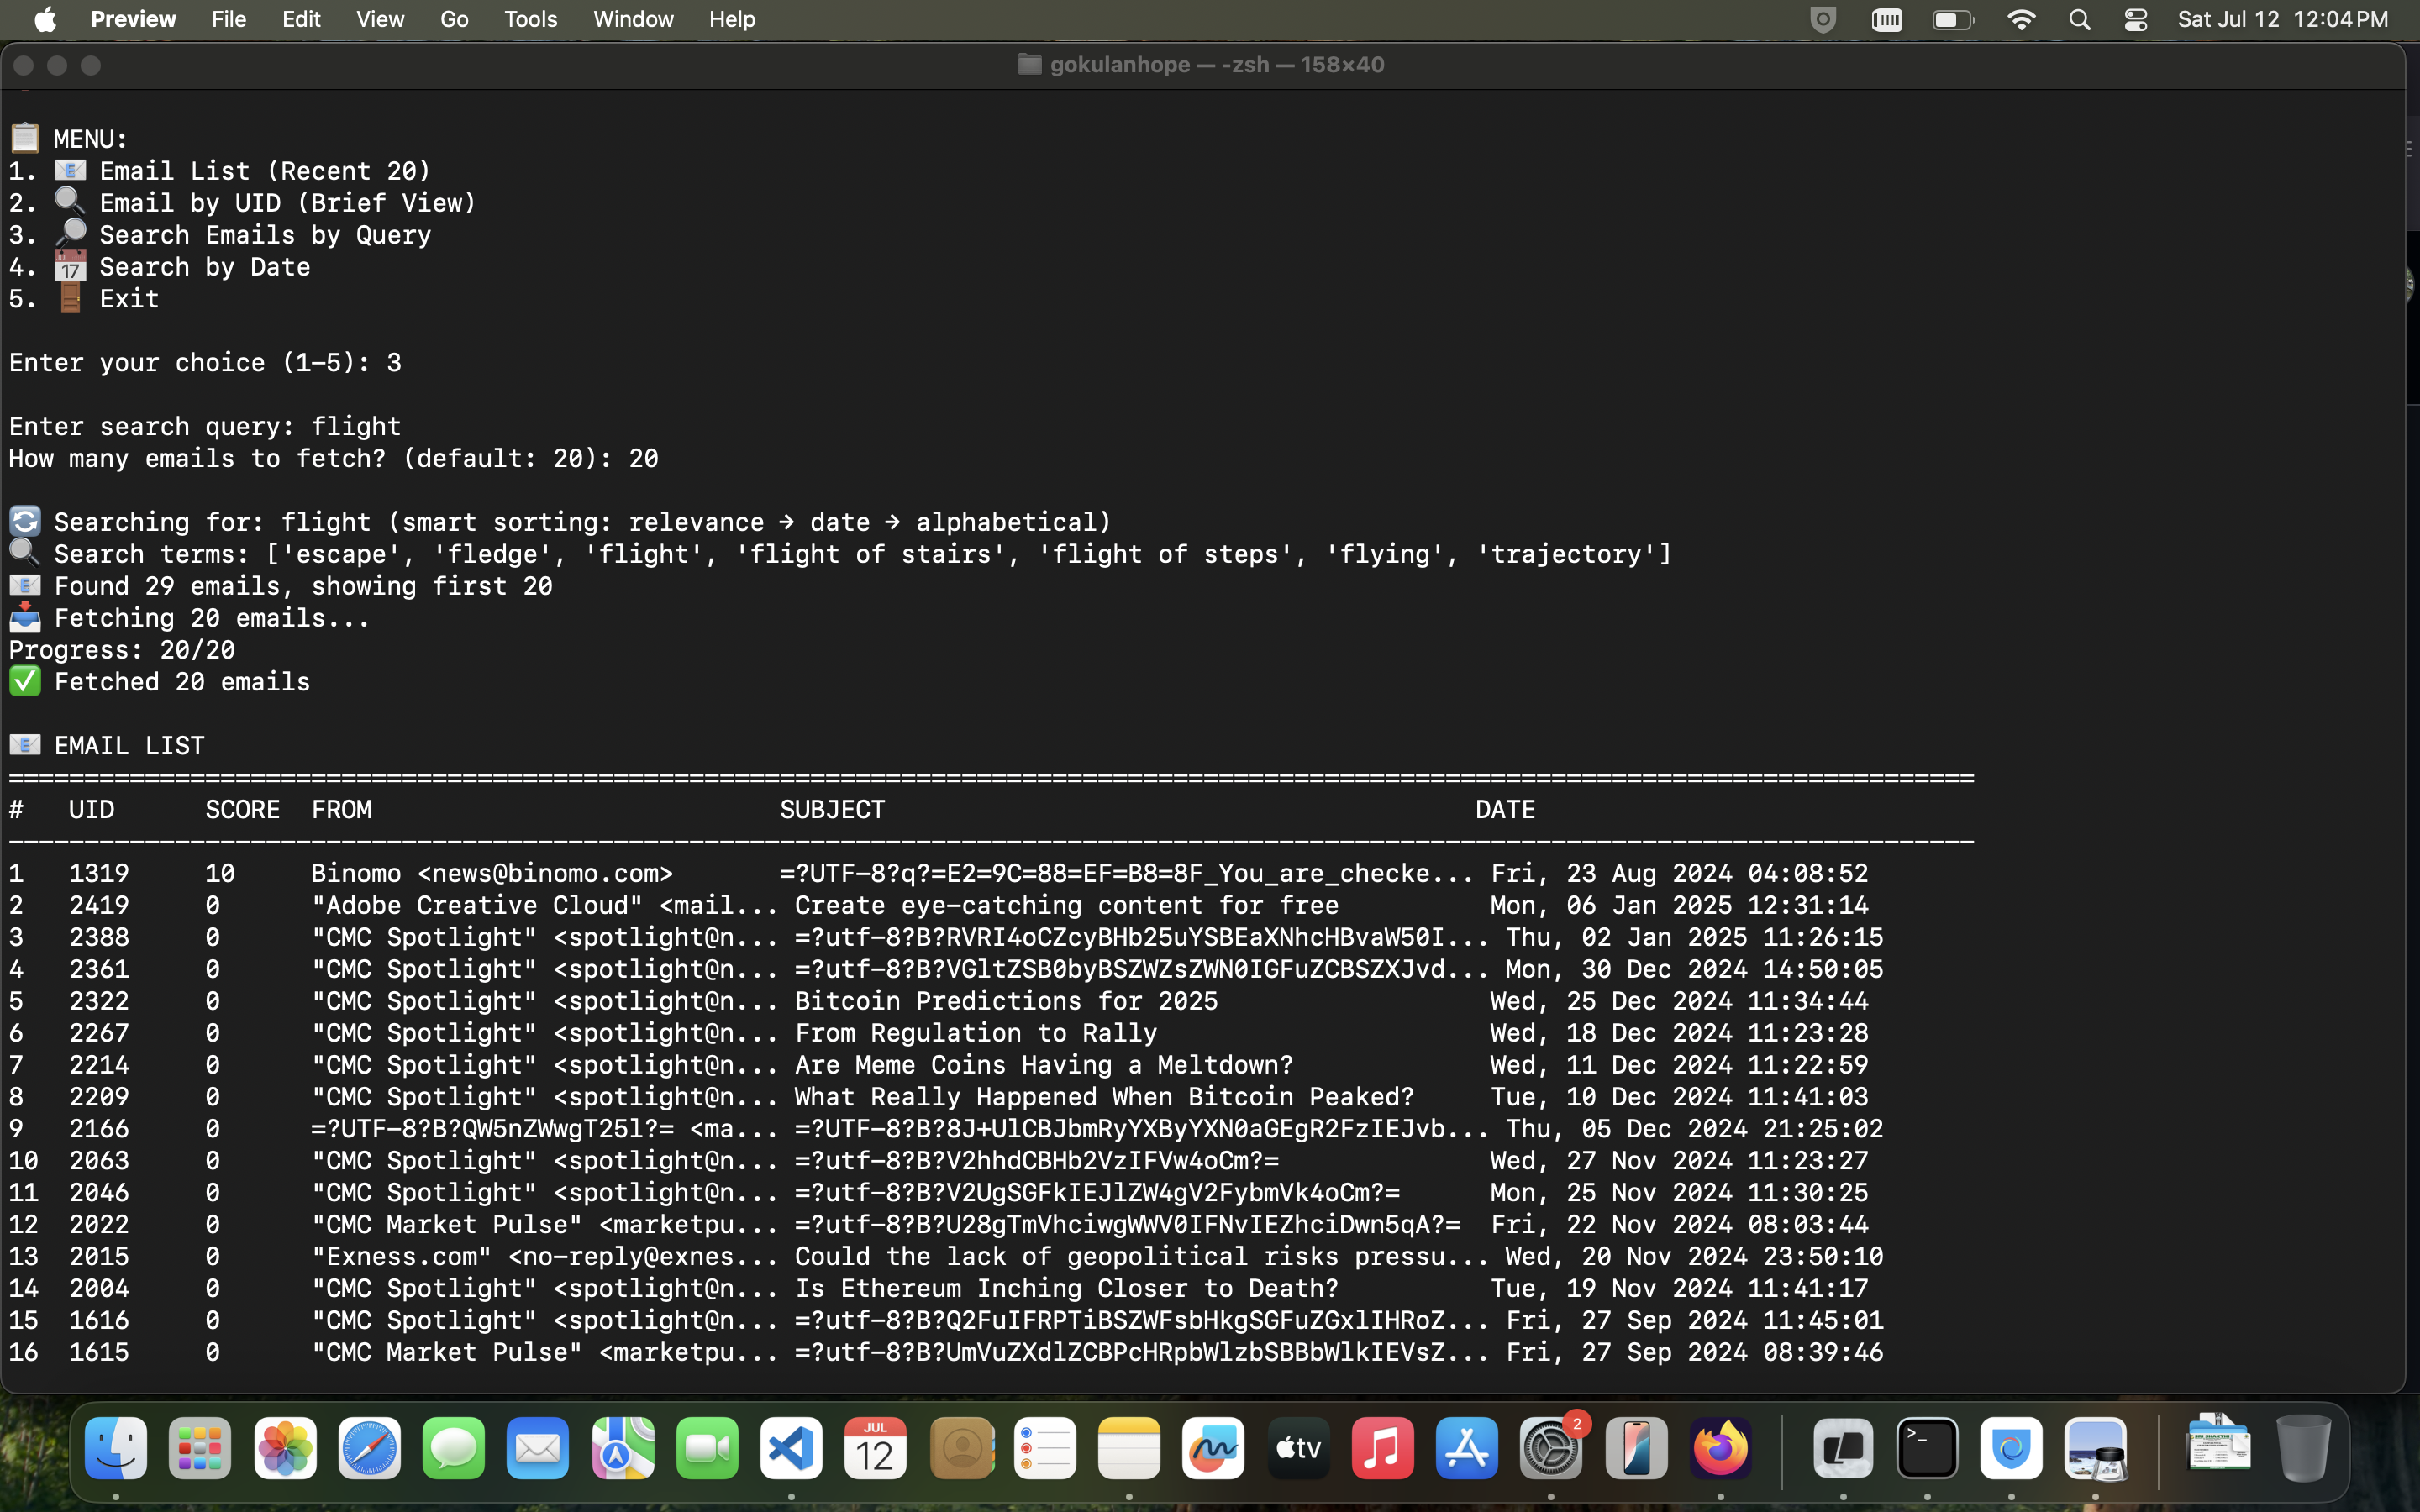 Preview File Edit View Go Tools Window Help Sat Jul 12 12:04 PM
gokulanhope — -zsh — 158×40
MENU:
1. Email List (Recent 20)
2. Email by UID (Brief View)
3. Search Emails by Query
4. Search by Date
5. Exit
Enter your choice (1-5): 3
Enter search query: flight
How many emails to fetch? (default: 20): 20
Searching for: flight (smart sorting: relevance → date → alphabetical)
Search terms: ['escape', 'fledge', 'flight', 'flight of stairs', 'flight of steps', 'flying', 'trajectory']
Found 29 emails, showing first 20
Fetching 20 emails...
Progress: 20/20
Fetched 20 emails
EMAIL LIST
# UID SCORE FROM SUBJECT DATE
1 1319 10 Binomo <news@binomo.com> =?UTF-8?q?=E2=9C=88=EF=B8=8F_You_are_checke... Fri, 23 Aug 2024 04:08:52
2 2419 0 "Adobe Creative Cloud" <mail... Create eye-catching content for free Mon, 06 Jan 2025 12:31:14
3 2388 0 "CMC Spotlight" <spotlight@n... =?utf-8?B?RVRI4oCZcyBHb25uYSBEaXNhcHBvaW50I... Thu, 02 Jan 2025 11:26:15
4 2361 0 "CMC Spotlight" <spotlight@n... =?utf-8?B?VGltZSB0byBSZWZsZWN0IGFuZCBSZXJvd... Mon, 30 Dec 2024 14:50:05
5 2322 0 "CMC Spotlight" <spotlight@n... Bitcoin Predictions for 2025 Wed, 25 Dec 2024 11:34:44
6 2267 0 "CMC Spotlight" <spotlight@n... From Regulation to Rally Wed, 18 Dec 2024 11:23:28
7 2214 0 "CMC Spotlight" <spotlight@n... Are Meme Coins Having a Meltdown? Wed, 11 Dec 2024 11:22:59
8 2209 0 "CMC Spotlight" <spotlight@n... What Really Happened When Bitcoin Peaked? Tue, 10 Dec 2024 11:41:03
9 2166 0 =?UTF-8?B?QW5nZWwgT25l?= <ma... =?UTF-8?B?8J+UlCBJbmRyYXByYXN0aGEgR2FzIEJvb... Thu, 05 Dec 2024 21:25:02
10 2063 0 "CMC Spotlight" <spotlight@n... =?utf-8?B?V2hhdCBHb2VzIFVw4oCm?= Wed, 27 Nov 2024 11:23:27
11 2046 0 "CMC Spotlight" <spotlight@n... =?utf-8?B?V2UgSGFkIEJlZW4gV2FybmVk4oCm?= Mon, 25 Nov 2024 11:30:25
12 2022 0 "CMC Market Pulse" <marketpu... =?utf-8?B?U28gTmVhciwgWWV0IFNvIEZhciDwn5qA?= Fri, 22 Nov 2024 08:03:44
13 2015 0 "Exness.com" <no-reply@exnes... Could the lack of geopolitical risks pressu... Wed, 20 Nov 2024 23:50:10
14 2004 0 "CMC Spotlight" <spotlight@n... Is Ethereum Inching Closer to Death? Tue, 19 Nov 2024 11:41:17
15 1616 0 "CMC Spotlight" <spotlight@n... =?utf-8?B?Q2FuIFRPTiBSZWFsbHkgSGFuZGxlIHRoZ... Fri, 27 Sep 2024 11:45:01
16 1615 0 "CMC Market Pulse" <marketpu... =?utf-8?B?UmVuZXdlZCBPcHRpbWlzbSBBbWlkIEVsZ... Fri, 27 Sep 2024 08:39:46
JUL
12
tv
2